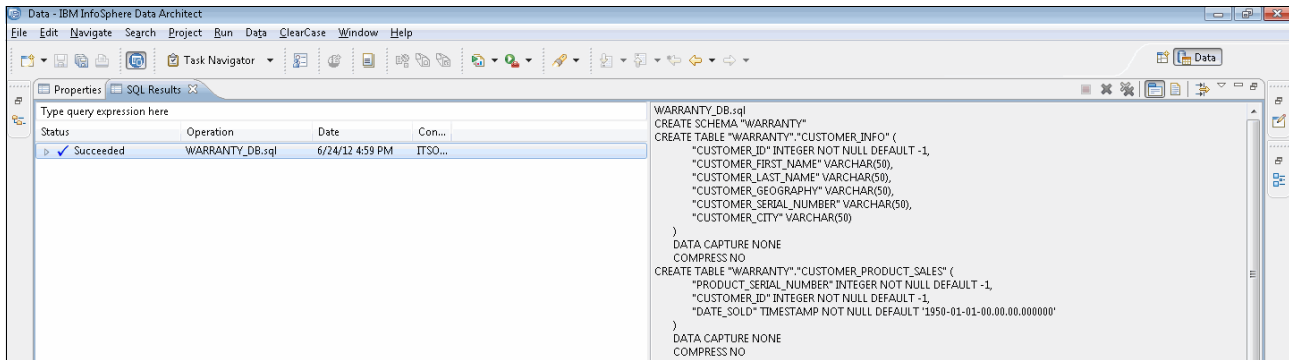 Data - IBM InfoSphere Data Architect
File Edit Navigate Search Project Run Data ClearCase Window Help
Task Navigator Data
Properties SQL Results
Type query expression here
Status Operation Date Con...
Succeeded WARRANTY_DB.sql 6/24/12 4:59 PM ITSO...
WARRANTY_DB.sql
CREATE SCHEMA "WARRANTY"
CREATE TABLE "WARRANTY"."CUSTOMER_INFO" (
"CUSTOMER_ID" INTEGER NOT NULL DEFAULT -1,
"CUSTOMER_FIRST_NAME" VARCHAR(50),
"CUSTOMER_LAST_NAME" VARCHAR(50),
"CUSTOMER_GEOGRAPHY" VARCHAR(50),
"CUSTOMER_SERIAL_NUMBER" VARCHAR(50),
"CUSTOMER_CITY" VARCHAR(50)
)
DATA CAPTURE NONE
COMPRESS NO
CREATE TABLE "WARRANTY"."CUSTOMER_PRODUCT_SALES" (
"PRODUCT_SERIAL_NUMBER" INTEGER NOT NULL DEFAULT -1,
"CUSTOMER_ID" INTEGER NOT NULL DEFAULT -1,
"DATE_SOLD" TIMESTAMP NOT NULL DEFAULT '1950-01-01-00.00.00.000000'
)
DATA CAPTURE NONE
COMPRESS NO